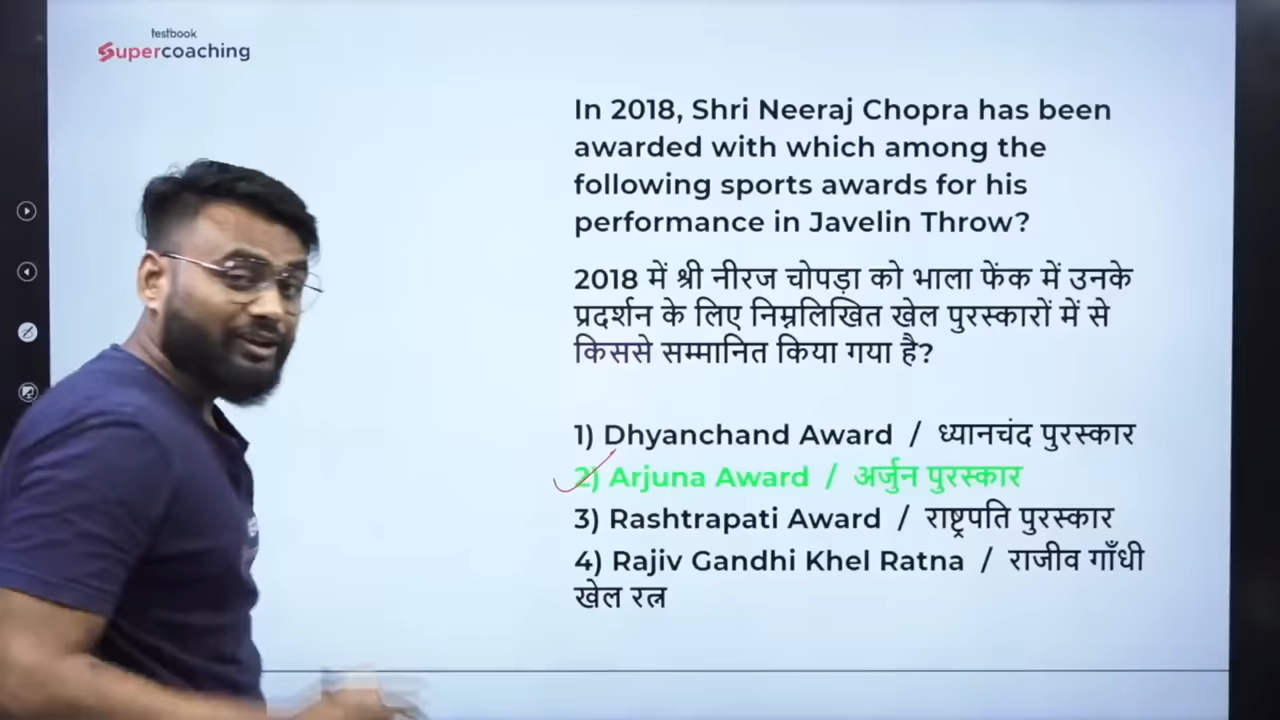 testbook
Supercoaching
In 2018, Shri Neeraj Chopra has been
awarded with which among the
following sports awards for his
performance in Javelin Throw?
2018 में श्री नीरज चोपड़ा को भाला फेंक में उनके
प्रदर्शन के लिए निम्नलिखित खेल पुरस्कारों में से
किससे सम्मानित किया गया है?
1) Dhyanchand Award / ध्यानचंद पुरस्कार
2) Arjuna Award / अर्जुन पुरस्कार
3) Rashtrapati Award / राष्ट्रपति पुरस्कार
4) Rajiv Gandhi Khel Ratna / राजीव गाँधी
खेल रत्न